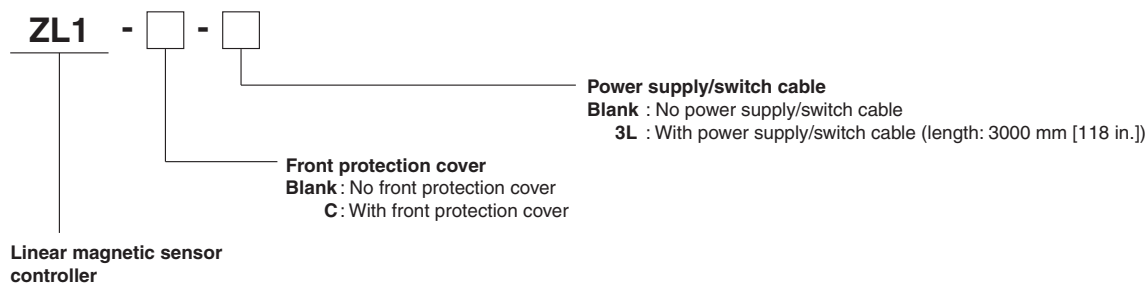 ZL1 - -
Power supply/switch cable
Blank : No power supply/switch cable
3L : With power supply/switch cable (length: 3000 mm [118 in.])
Front protection cover
Blank : No front protection cover
C : With front protection cover
Linear magnetic sensor
controller